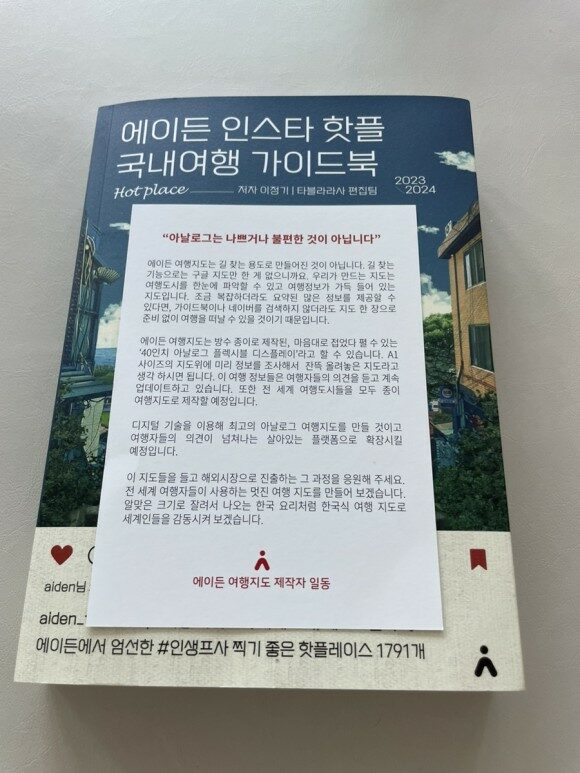 에이든 인스타 핫플
국내여행 가이드북
Hot place 저자 이정기 | 타블라라사 편집팀
2023
2024
“아날로그는 나쁘거나 불편한 것이 아닙니다”
에이든 여행지도는 길 찾는 용도로 만들어진 것이 아닙니다. 길 찾는
기능으로는 구글 지도만 한 게 없으니까요. 우리가 만드는 지도는
여행도시를 한눈에 파악할 수 있고 여행정보가 가득 들어 있는
지도입니다. 조금 복잡하더라도 요약된 많은 정보를 제공할 수
있다면, 가이드북이나 네이버를 검색하지 않더라도 지도 한 장으로
준비 없이 여행을 떠날 수 있을 것이기 때문입니다.
에이든 여행지도는 방수 종이로 제작된, 마음대로 접었다 펼 수 있는
‘40인치 아날로그 플렉시블 디스플레이’라고 할 수 있습니다. A1
사이즈의 지도위에 미리 정보를 조사해서 잔뜩 올려놓은 지도라고
생각 하시면 됩니다. 이 여행 정보들은 여행자들의 의견을 듣고 계속
업데이트하고 있습니다. 또한 전 세계 여행도시들을 모두 종이
여행지도로 제작할 예정입니다.
디지털 기술을 이용해 최고의 아날로그 여행지도를 만들 것이고
여행자들의 의견이 넘쳐나는 살아있는 플랫폼으로 확장시킬
예정입니다.
이 지도들을 들고 해외시장으로 진출하는 그 과정을 응원해 주세요.
전 세계 여행자들이 사용하는 멋진 여행 지도를 만들어 보겠습니다.
알맞은 크기로 잘려서 나오는 한국 요리처럼 한국식 여행 지도로
세계인들을 감동시켜 보겠습니다.
에이든 여행지도 제작자 일동
aiden님
aiden_
에이든에서 엄선한 #인생프사 찍기 좋은 핫플레이스 1791개